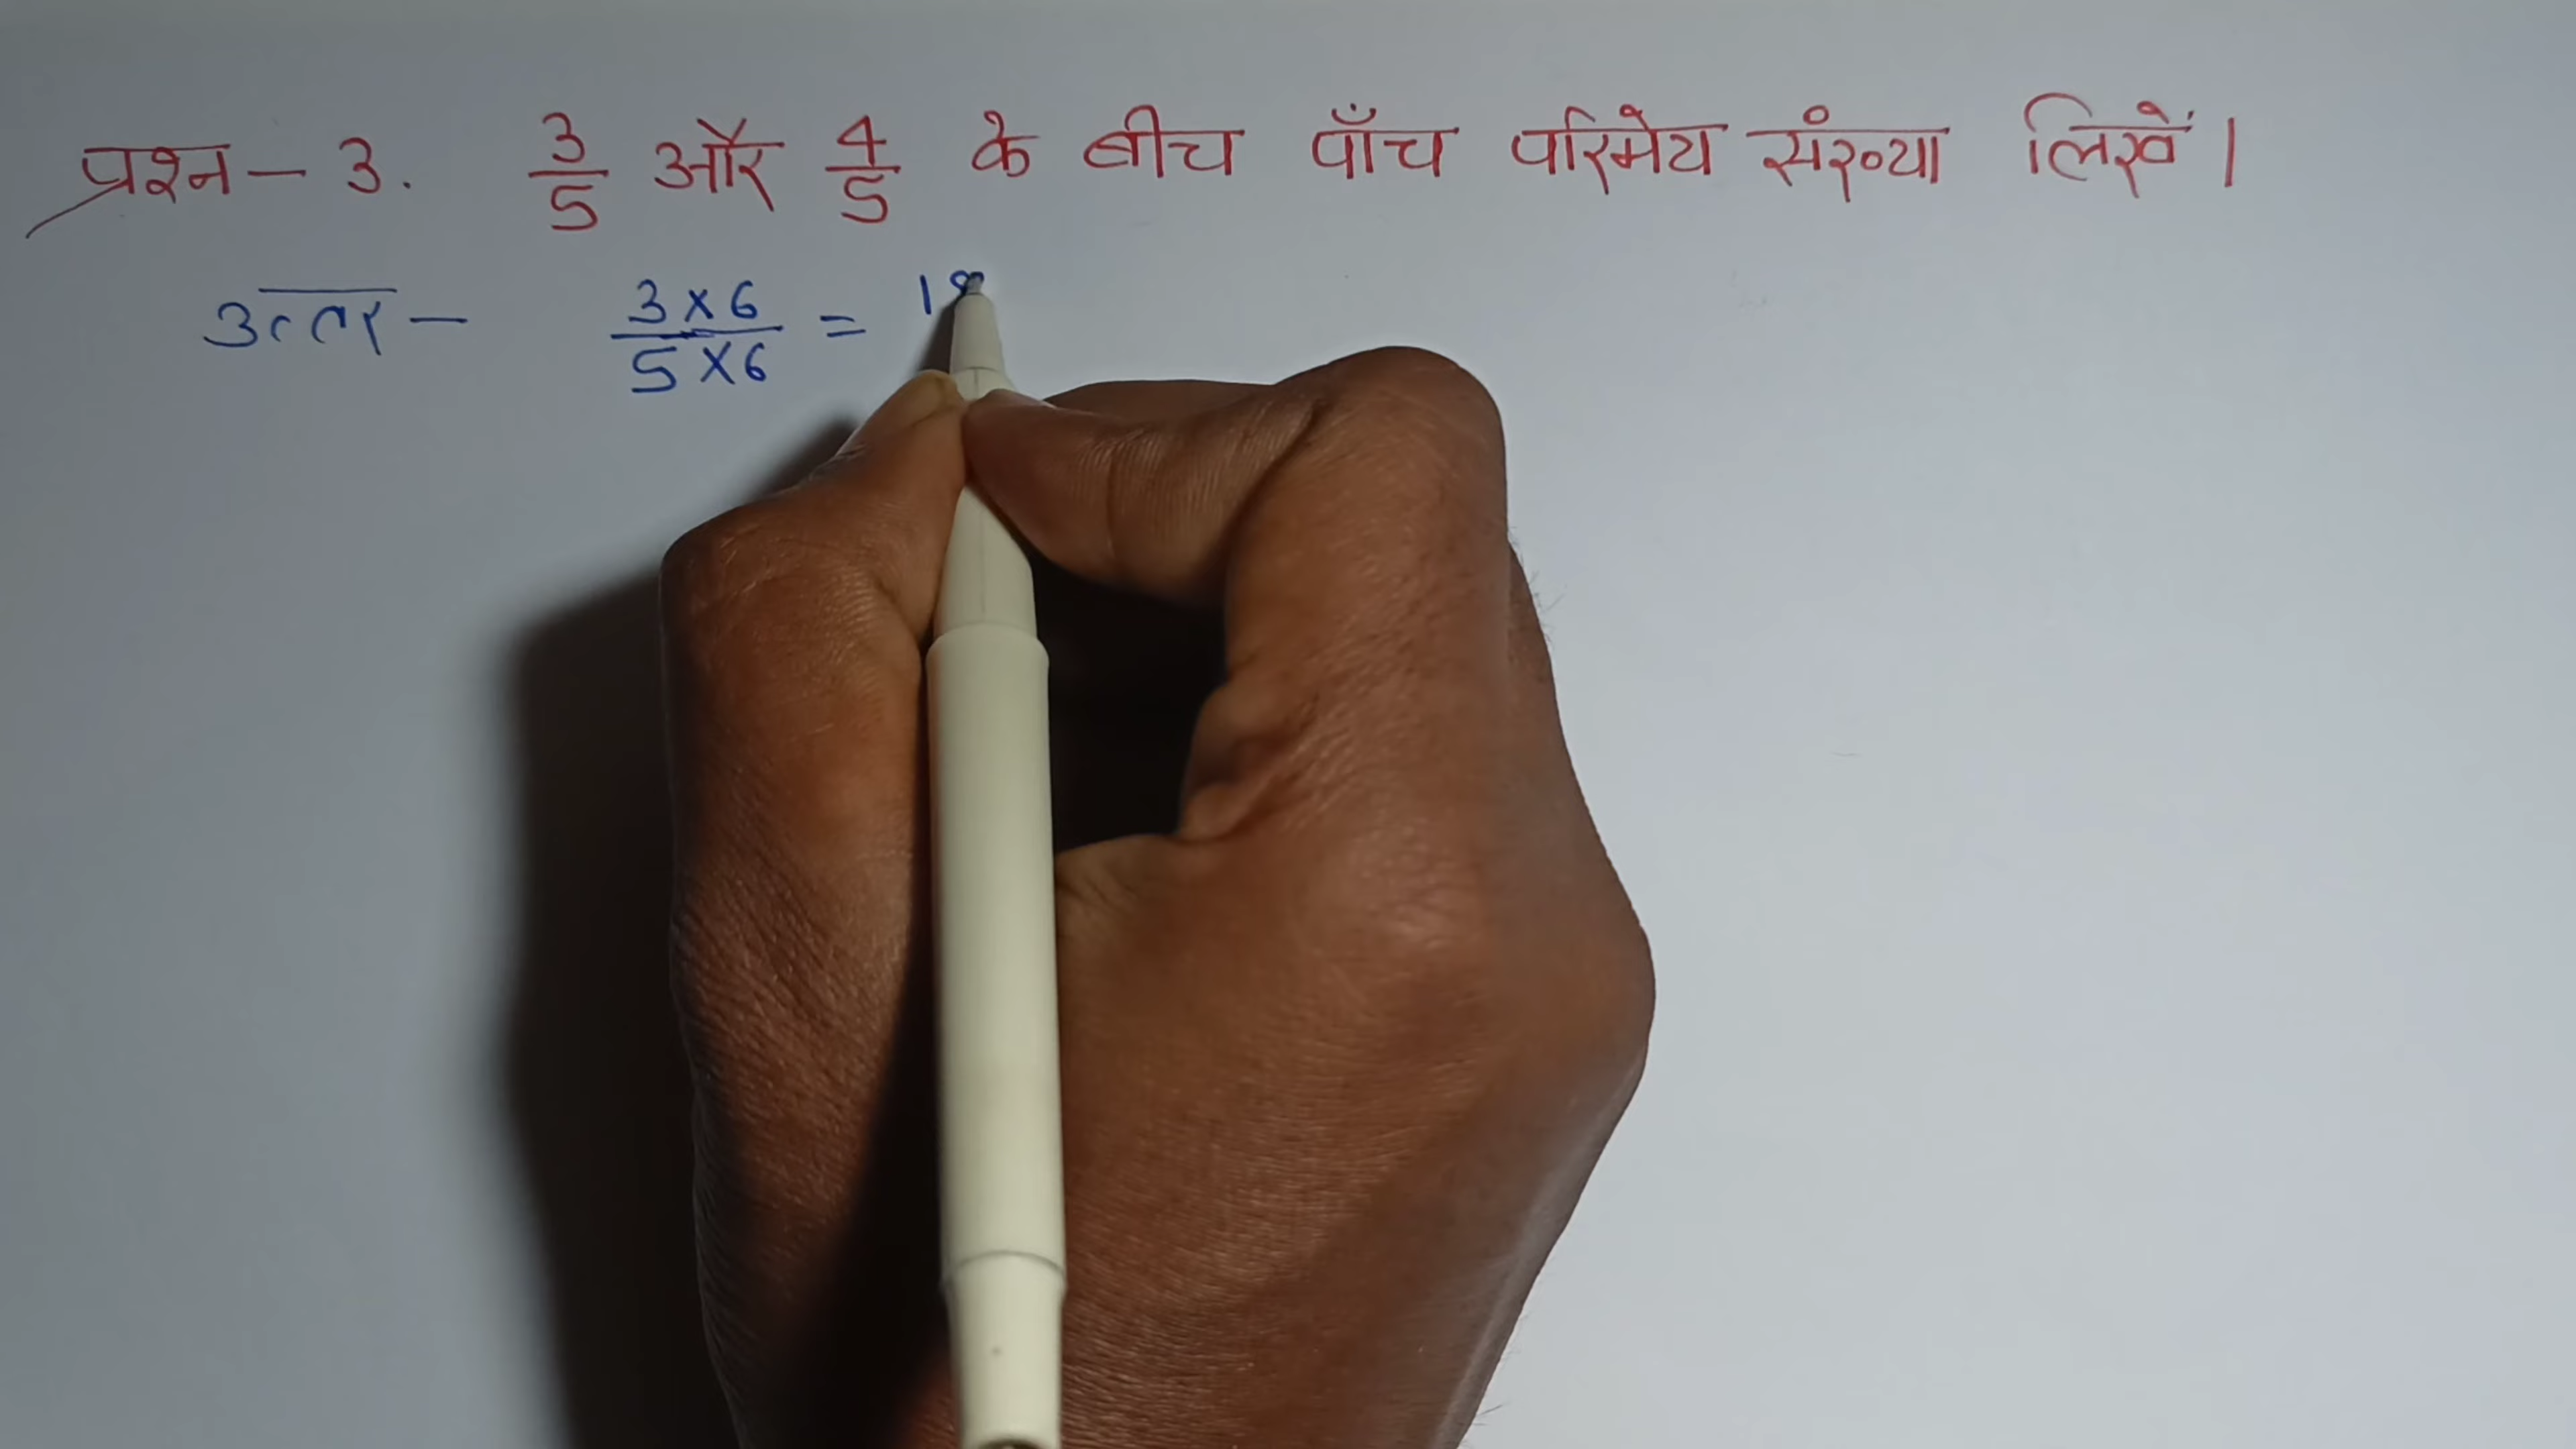 प्रश्न - 3. 3/5 और 4/5 के बीच पाँच परिमेय संख्या लिखें।
उत्तर - 3×6/5×6 = 18